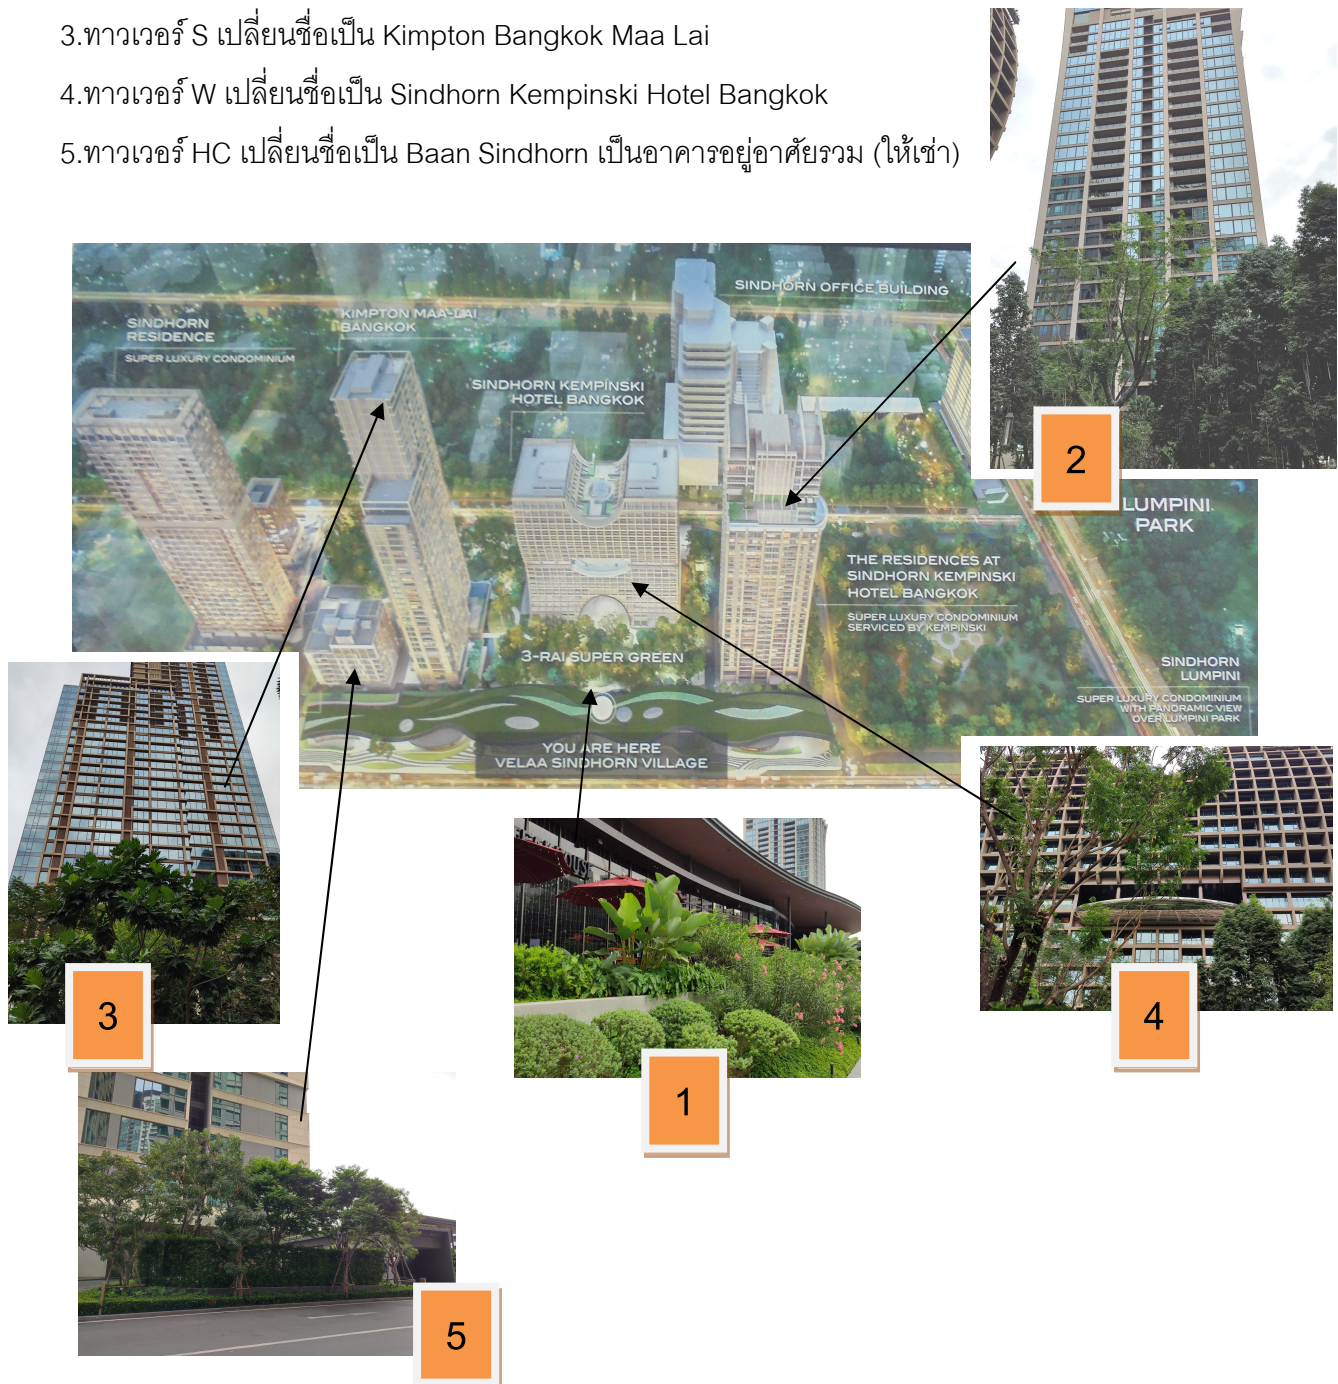 3.ทาวเวอร์ S เปลี่ยนชื่อเป็น Kimpton Bangkok Maa Lai
4.ทาวเวอร์ W เปลี่ยนชื่อเป็น Sindhorn Kempinski Hotel Bangkok
5.ทาวเวอร์ HC เปลี่ยนชื่อเป็น Baan Sindhorn เป็นอาคารอยู่อาศัยรวม (ให้เช่า)
SINDHORN OFFICE BUILDING
KIMPTON MAA-LAI
BANGKOK
SINDHORN
RESIDENCE
SUPER LUXURY CONDOMINIUM
SINDHORN KEMPINSKI
HOTEL BANGKOK
2
LUMPINI
PARK
THE RESIDENCES AT
SINDHORN KEMPINSKI
HOTEL BANGKOK
SUPER LUXURY CONDOMINIUM
SERVICED BY KEMPINSKI
3-RAI SUPER GREEN
SINDHORN
LUMPINI
SUPER LUXURY CONDOMINIUM
WITH PANORAMIC VIEW
OVER LUMPINI PARK
YOU ARE HERE
VELAA SINDHORN VILLAGE
3
4
1
5